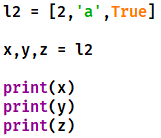 l2 = [2,'a',True]
x,y,z = l2
print(x)
print(y)
print(z)